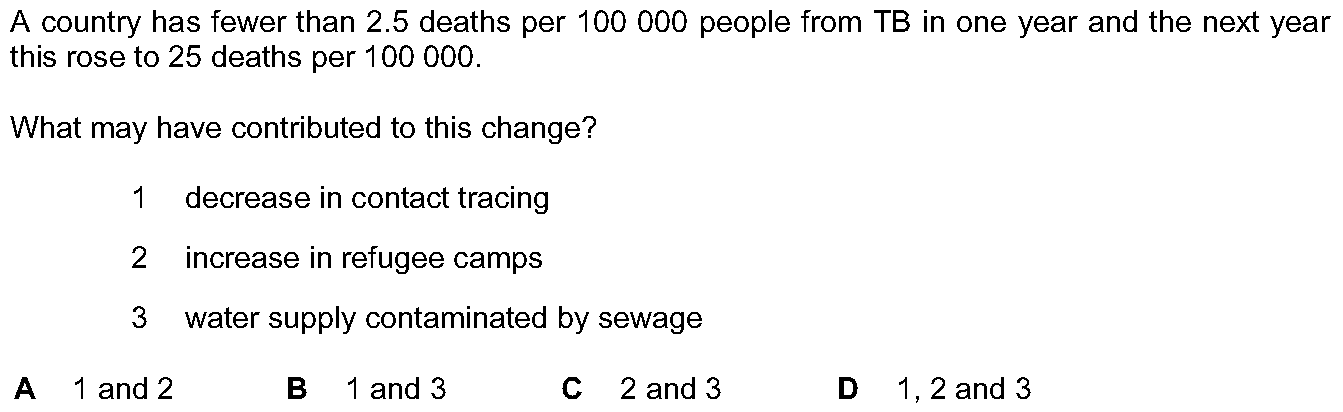 A country has fewer than 2.5 deaths per 100 000 people from TB in one year and the next year
this rose to 25 deaths per 100 000.
What may have contributed to this change?
1 decrease in contact tracing
2 increase in refugee camps
3 water supply contaminated by sewage
A 1 and 2 B 1 and 3 C 2 and 3 D 1, 2 and 3